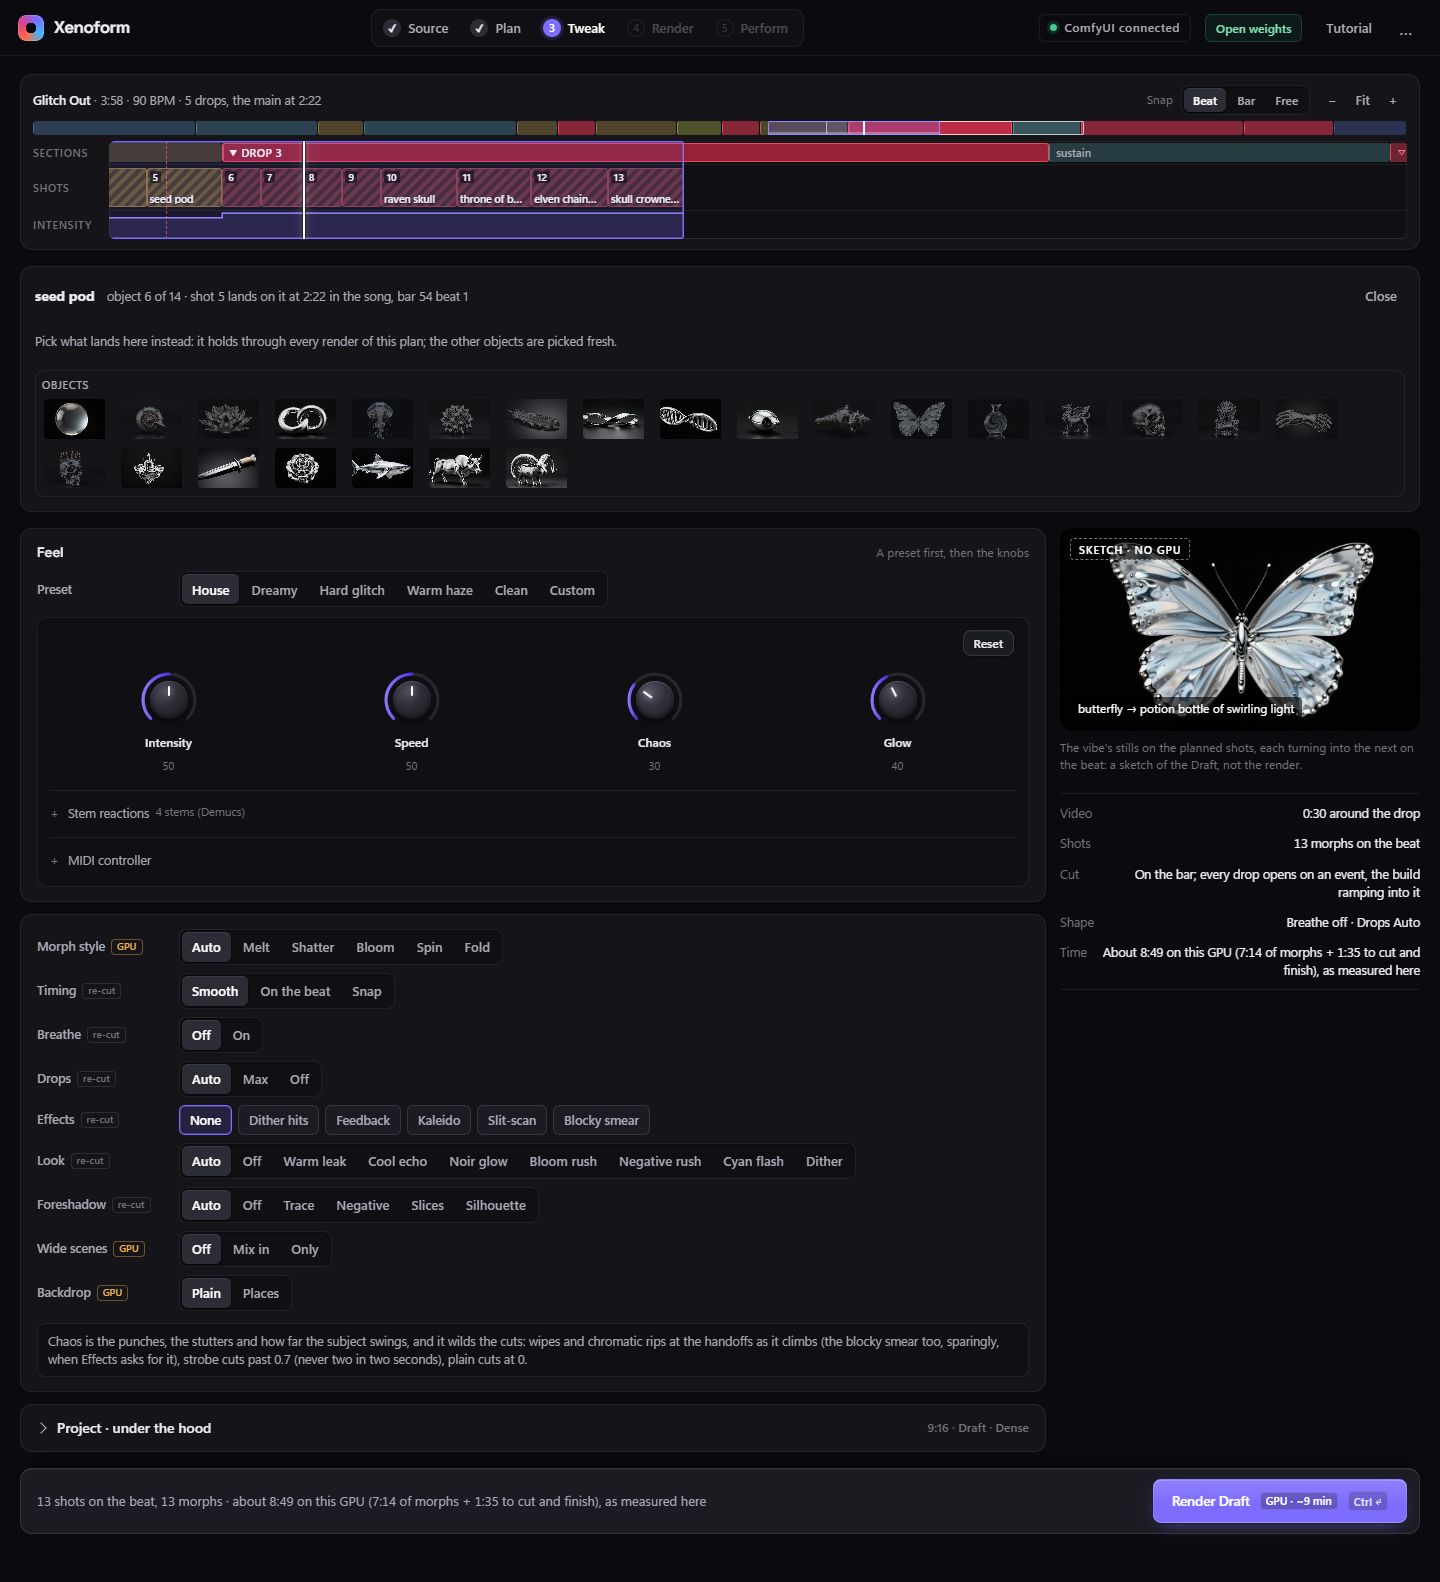 Xenoform
Source
Plan
3 Tweak
4 Render
5 Perform
ComfyUI connected
Open weights
Tutorial
...
Glitch Out · 3:58 · 90 BPM · 5 drops, the main at 2:22
Snap
Beat
Bar
Free
–
Fit
+
SECTIONS
DROP 3
sustain
SHOTS
5
seed pod
6
7
8
9
10
raven skull
11
throne of b...
12
elven chain...
13
skull crowne...
INTENSITY
seed pod
object 6 of 14 · shot 5 lands on it at 2:22 in the song, bar 54 beat 1
Close
Pick what lands here instead: it holds through every render of this plan; the other objects are picked fresh.
OBJECTS
Feel
A preset first, then the knobs
Preset
House
Dreamy
Hard glitch
Warm haze
Clean
Custom
Reset
Intensity
50
Speed
50
Chaos
30
Glow
40
+ Stem reactions 4 stems (Demucs)
+ MIDI controller
SKETCH · NO GPU
butterfly → potion bottle of swirling light
The vibe's stills on the planned shots, each turning into the next on
the beat: a sketch of the Draft, not the render.
Video
0:30 around the drop
Shots
13 morphs on the beat
Cut
On the bar; every drop opens on an event, the build
ramping into it
Shape
Breathe off · Drops Auto
Time
About 8:49 on this GPU (7:14 of morphs + 1:35 to cut and
finish), as measured here
Morph style GPU
Auto
Melt
Shatter
Bloom
Spin
Fold
Timing re-cut
Smooth
On the beat
Snap
Breathe re-cut
Off
On
Drops re-cut
Auto
Max
Off
Effects re-cut
None
Dither hits
Feedback
Kaleido
Slit-scan
Blocky smear
Look re-cut
Auto
Off
Warm leak
Cool echo
Noir glow
Bloom rush
Negative rush
Cyan flash
Dither
Foreshadow re-cut
Auto
Off
Trace
Negative
Slices
Silhouette
Wide scenes GPU
Off
Mix in
Only
Backdrop GPU
Plain
Places
Chaos is the punches, the stutters and how far the subject swings, and it wilds the cuts: wipes and chromatic rips at the handoffs as it climbs (the blocky smear too, sparingly,
when Effects asks for it), strobe cuts past 0.7 (never two in two seconds), plain cuts at 0.
Project · under the hood
9:16 · Draft · Dense
13 shots on the beat, 13 morphs · about 8:49 on this GPU (7:14 of morphs + 1:35 to cut and finish), as measured here
Render Draft
GPU · ~9 min
Ctrl ↵